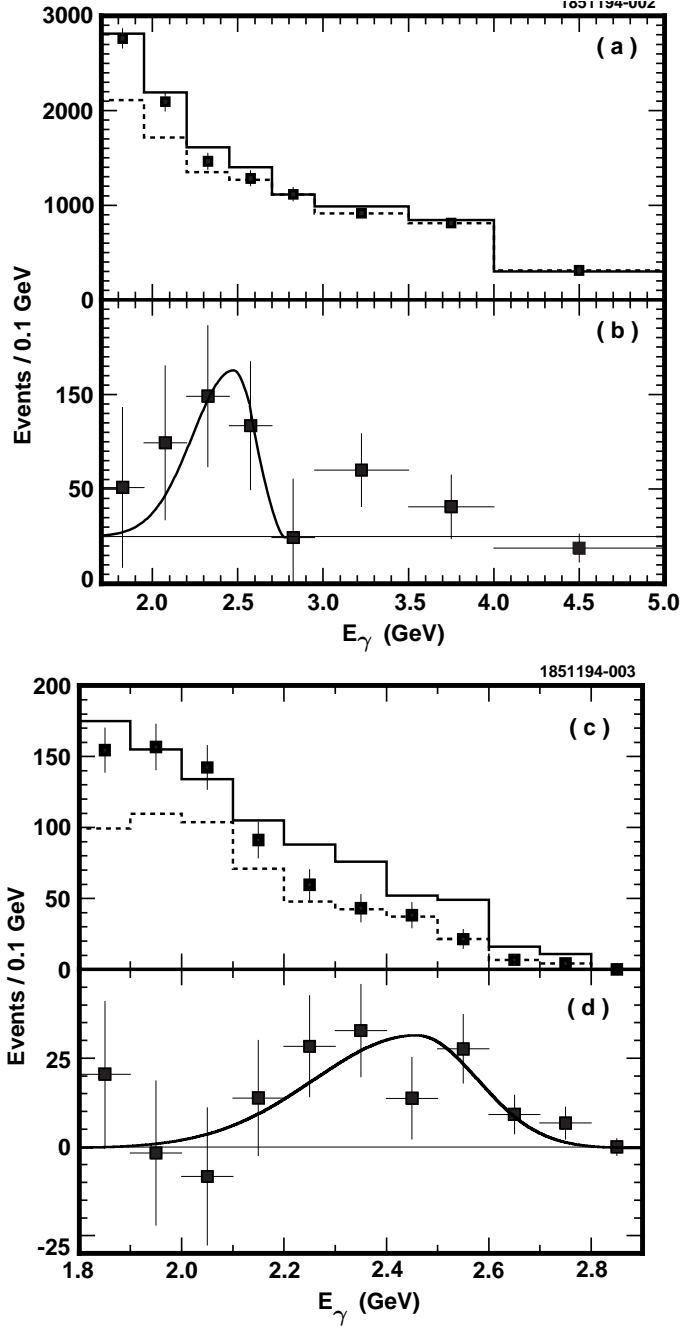 1851194-002
3000
( a )
2000
1000
0
( b )
150
50
0
Events / 0.1 GeV
2.0 2.5 3.0 3.5 4.0 4.5 5.0
Eγ (GeV)
1851194-003
200
( c )
150
100
50
0
( d )
25
0
-25
Events / 0.1 GeV
1.8 2.0 2.2 2.4 2.6 2.8
Eγ (GeV)